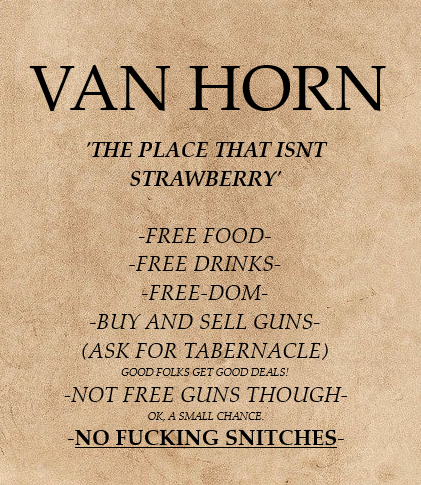 VAN HORN
'THE PLACE THAT ISNT
STRAWBERRY'
-FREE FOOD-
-FREE DRINKS-
-FREE-DOM-
-BUY AND SELL GUNS-
(ASK FOR TABERNACLE)
GOOD FOLKS GET GOOD DEALS!
-NOT FREE GUNS THOUGH-
OK, A SMALL CHANCE.
-NO FUCKING SNITCHES-